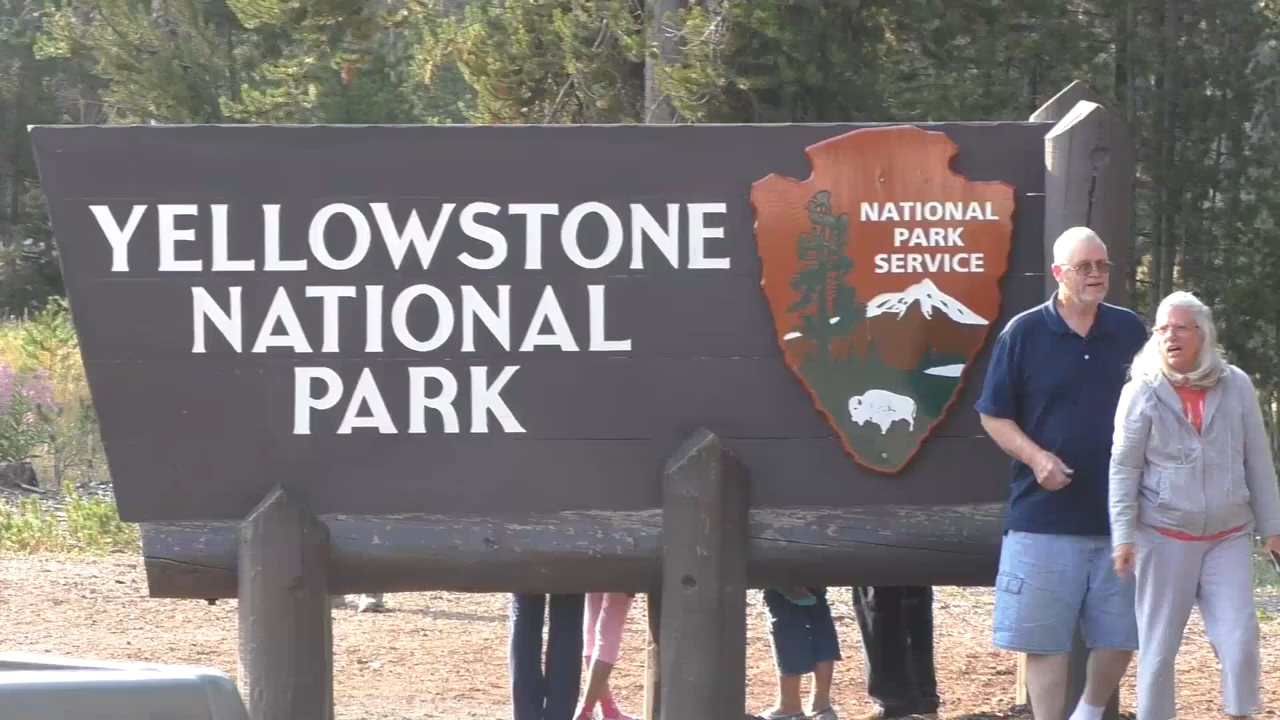 YELLOWSTONE
NATIONAL
PARK
NATIONAL
PARK
SERVICE